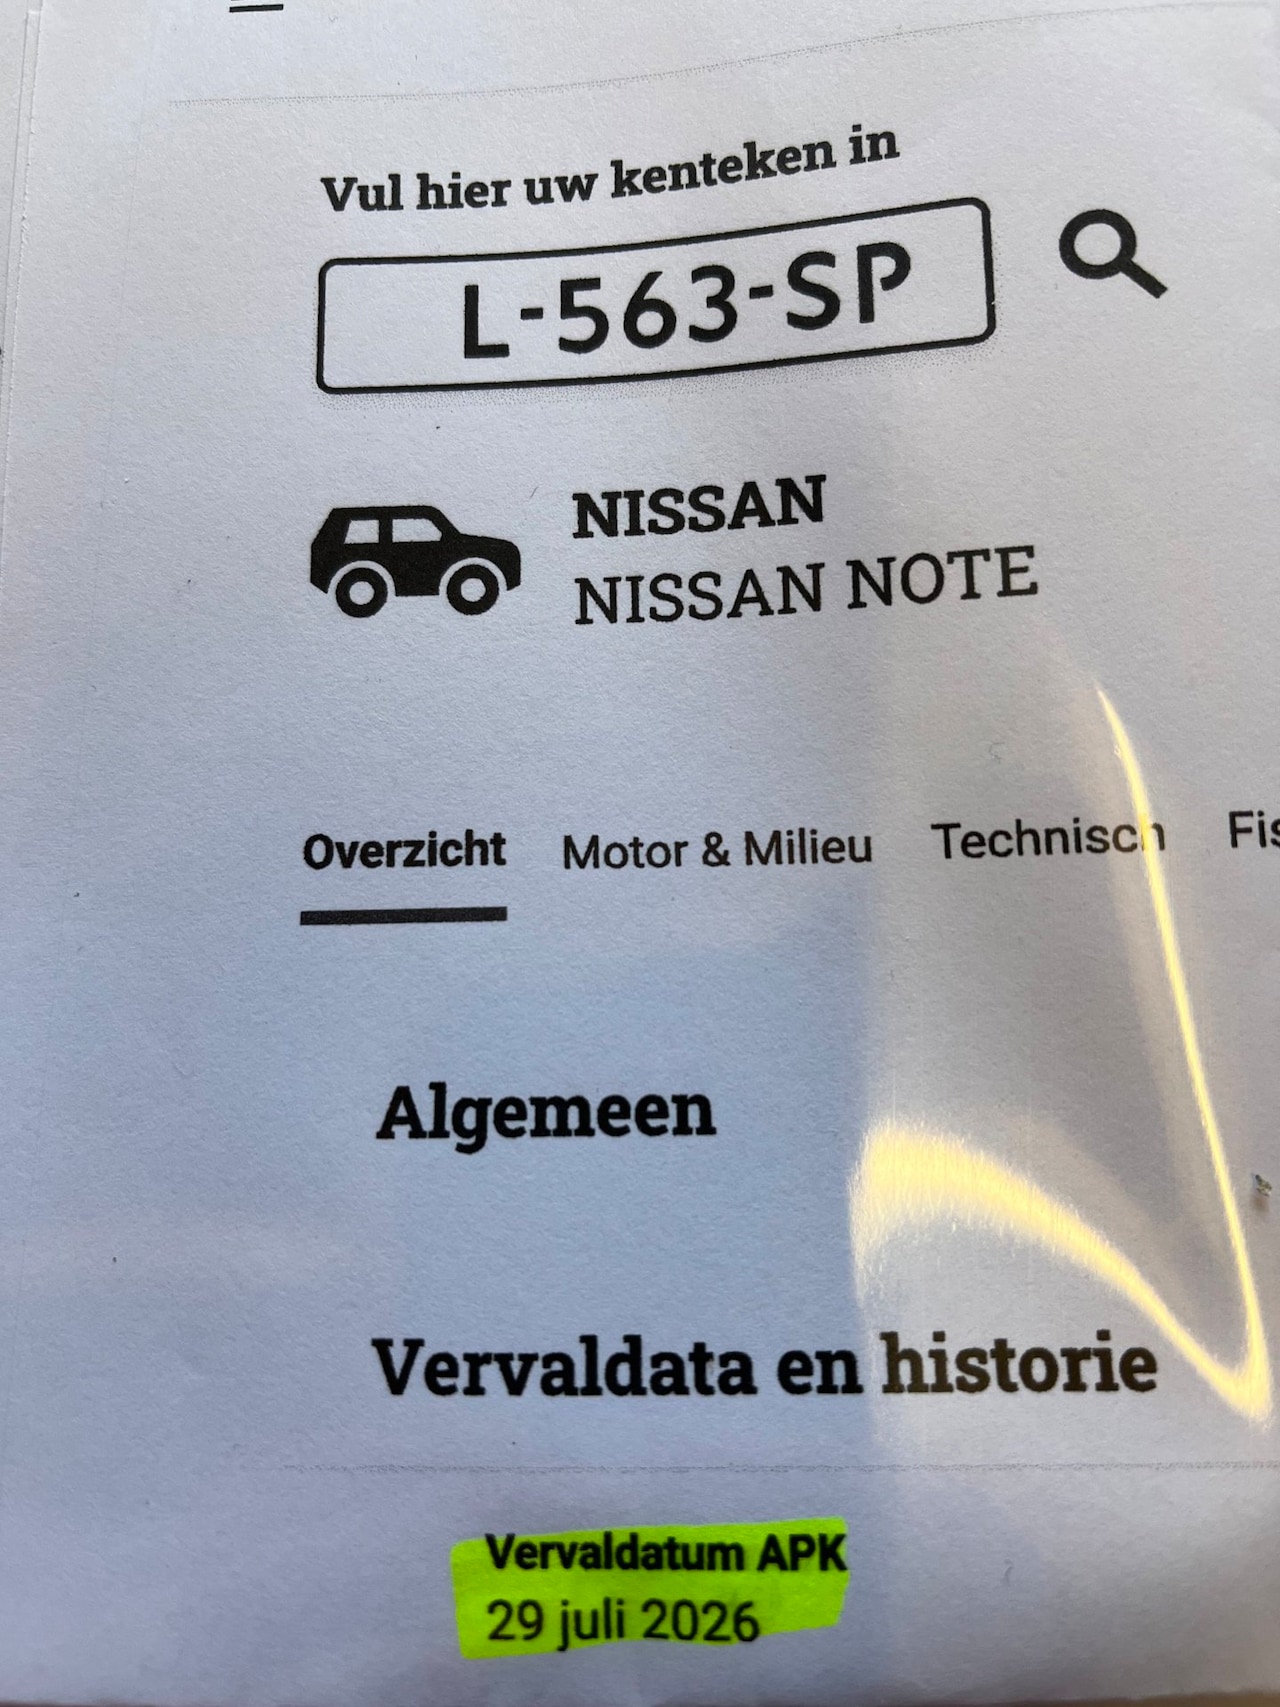 Vul hier uw kenteken in
L-563-SP
NISSAN
NISSAN NOTE
Overzicht Motor & Milieu Technisch
Algemeen
Vervaldata en historie
Vervaldatum APK
29 juli 2026